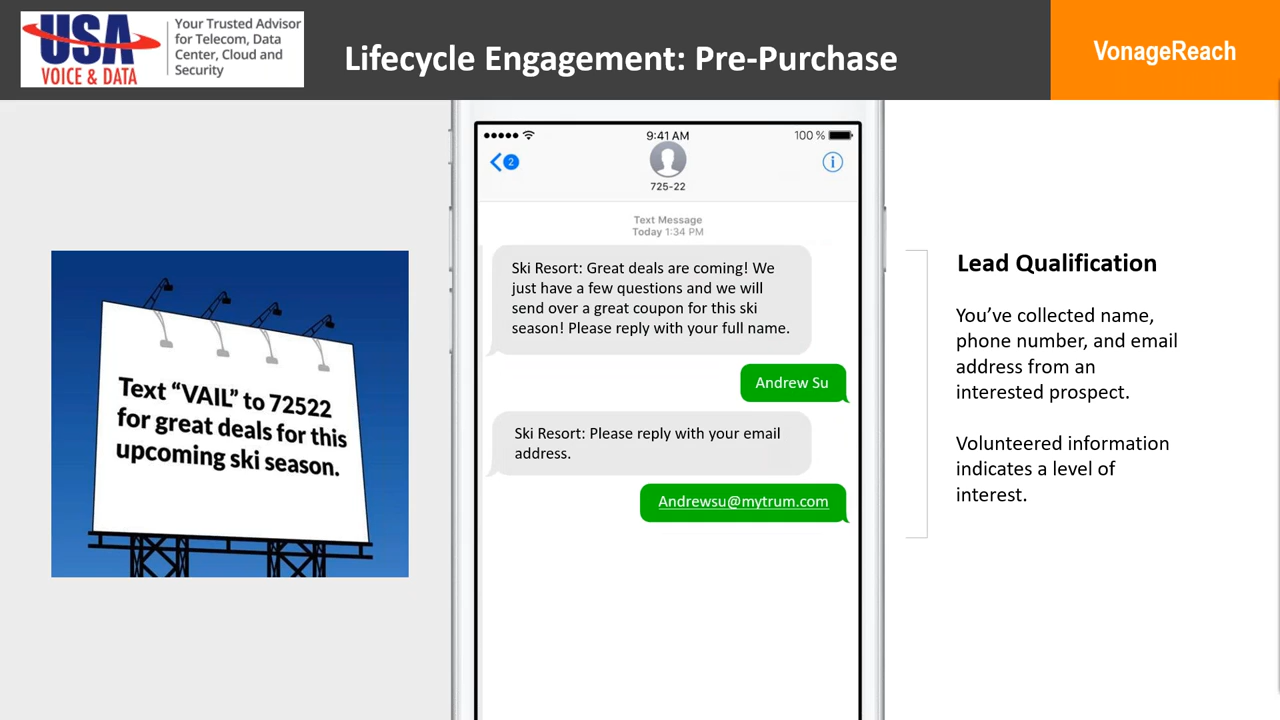 USA
VOICE & DATA
Your Trusted Advisor
for Telecom, Data
Center, Cloud and
Security
Lifecycle Engagement: Pre-Purchase
VonageReach
Text “VAIL” to 72522
for great deals for this
upcoming ski season.
9:41 AM
100 %
2
725-22
Text Message
Today 1:34 PM
Ski Resort: Great deals are coming! We
just have a few questions and we will
send over a great coupon for this ski
season! Please reply with your full name.
Andrew Su
Ski Resort: Please reply with your email
address.
Andrewsu@mytrum.com
Lead Qualification
You’ve collected name,
phone number, and email
address from an
interested prospect.
Volunteered information
indicates a level of
interest.